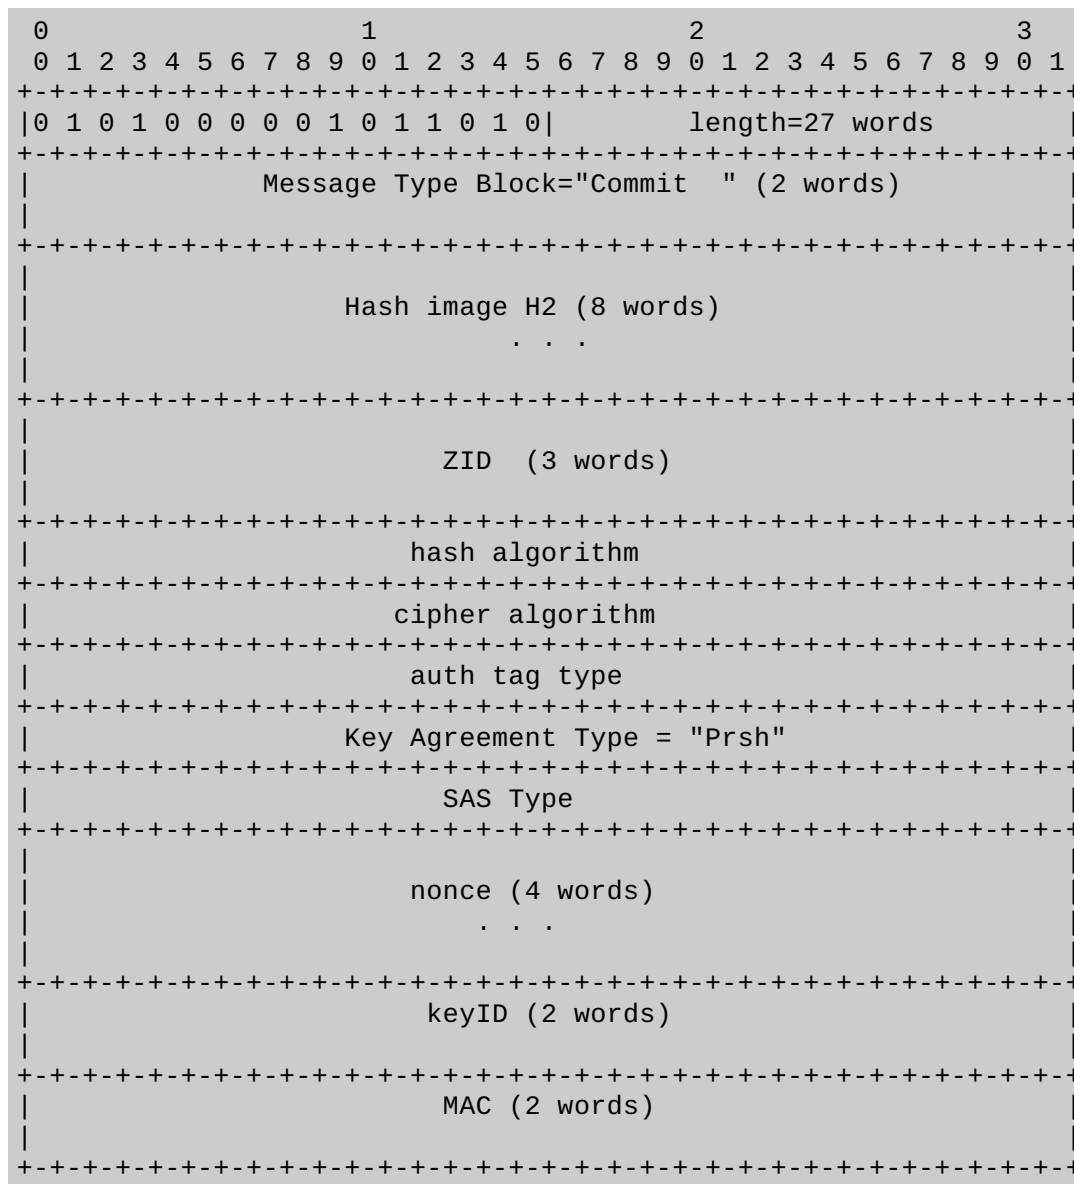 0                   1                   2                   3
 0 1 2 3 4 5 6 7 8 9 0 1 2 3 4 5 6 7 8 9 0 1 2 3 4 5 6 7 8 9 0 1
+-+-+-+-+-+-+-+-+-+-+-+-+-+-+-+-+-+-+-+-+-+-+-+-+-+-+-+-+-+-+-+-+
|0 1 0 1 0 0 0 0 0 1 0 1 1 0 1 0|        length=27 words        |
+-+-+-+-+-+-+-+-+-+-+-+-+-+-+-+-+-+-+-+-+-+-+-+-+-+-+-+-+-+-+-+-+
|              Message Type Block="Commit  " (2 words)          |
|                                                               |
+-+-+-+-+-+-+-+-+-+-+-+-+-+-+-+-+-+-+-+-+-+-+-+-+-+-+-+-+-+-+-+-+
|                                                               |
|                   Hash image H2 (8 words)                     |
|                             . . .                             |
|                                                               |
+-+-+-+-+-+-+-+-+-+-+-+-+-+-+-+-+-+-+-+-+-+-+-+-+-+-+-+-+-+-+-+-+
|                                                               |
|                         ZID  (3 words)                        |
|                                                               |
+-+-+-+-+-+-+-+-+-+-+-+-+-+-+-+-+-+-+-+-+-+-+-+-+-+-+-+-+-+-+-+-+
|                       hash algorithm                          |
+-+-+-+-+-+-+-+-+-+-+-+-+-+-+-+-+-+-+-+-+-+-+-+-+-+-+-+-+-+-+-+-+
|                      cipher algorithm                         |
+-+-+-+-+-+-+-+-+-+-+-+-+-+-+-+-+-+-+-+-+-+-+-+-+-+-+-+-+-+-+-+-+
|                       auth tag type                           |
+-+-+-+-+-+-+-+-+-+-+-+-+-+-+-+-+-+-+-+-+-+-+-+-+-+-+-+-+-+-+-+-+
|                   Key Agreement Type = "Prsh"                 |
+-+-+-+-+-+-+-+-+-+-+-+-+-+-+-+-+-+-+-+-+-+-+-+-+-+-+-+-+-+-+-+-+
|                         SAS Type                              |
+-+-+-+-+-+-+-+-+-+-+-+-+-+-+-+-+-+-+-+-+-+-+-+-+-+-+-+-+-+-+-+-+
|                                                               |
|                       nonce (4 words)                         |
|                           . . .                               |
|                                                               |
+-+-+-+-+-+-+-+-+-+-+-+-+-+-+-+-+-+-+-+-+-+-+-+-+-+-+-+-+-+-+-+-+
|                        keyID (2 words)                        |
|                                                               |
+-+-+-+-+-+-+-+-+-+-+-+-+-+-+-+-+-+-+-+-+-+-+-+-+-+-+-+-+-+-+-+-+
|                         MAC (2 words)                         |
|                                                               |
+-+-+-+-+-+-+-+-+-+-+-+-+-+-+-+-+-+-+-+-+-+-+-+-+-+-+-+-+-+-+-+-+